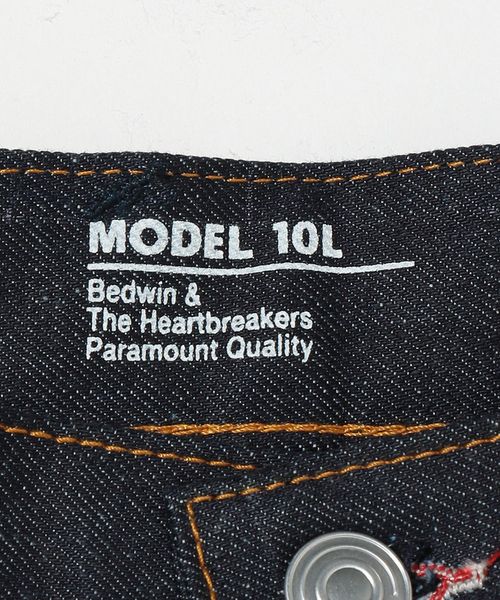 MODEL 10L
Bedwin &
The Heartbreakers
Paramount Quality